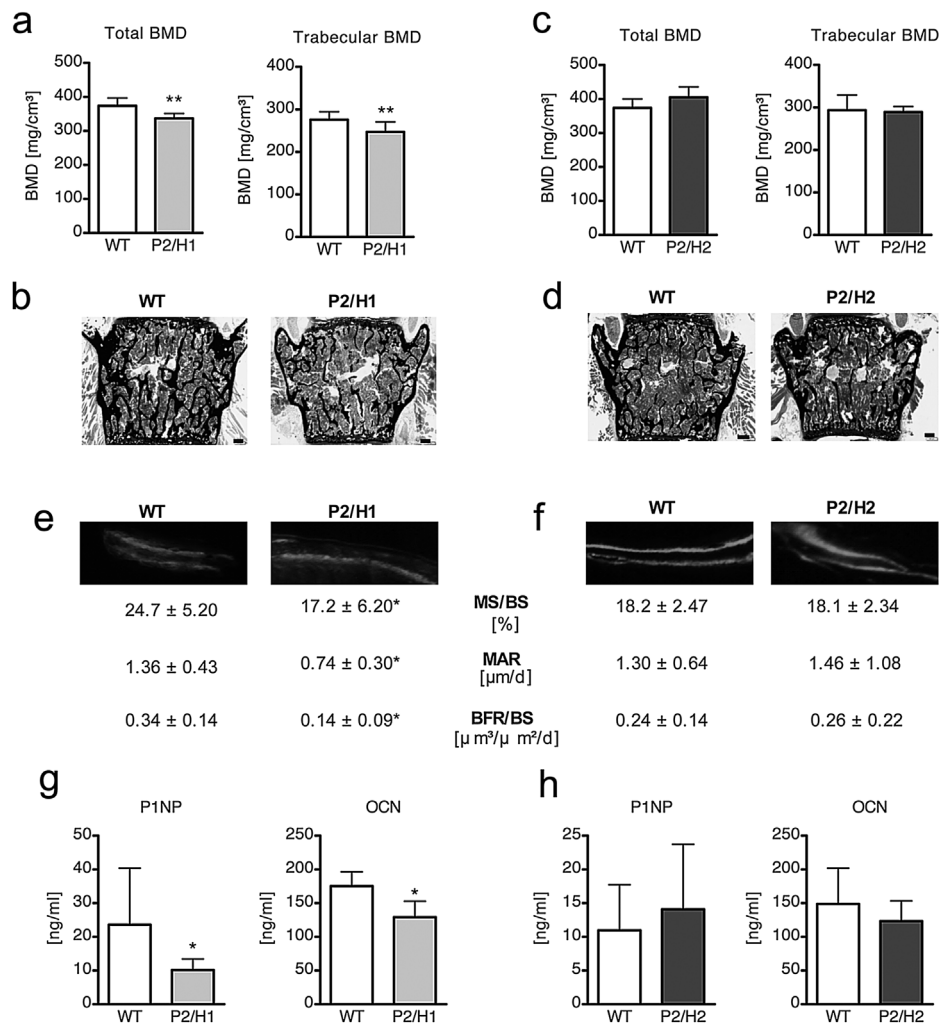 a
Total BMD
BMD [mg/cm³]
500
400
300
200
100
0
**
WT
P2/H1
Trabecular BMD
BMD [mg/cm³]
400
300
200
100
0
**
WT
P2/H1
c
Total BMD
BMD [mg/cm³]
500
400
300
200
100
0
WT
P2/H2
Trabecular BMD
BMD [mg/cm³]
400
300
200
100
0
WT
P2/H2
b
WT
P2/H1
d
WT
P2/H2
e
WT
P2/H1
f
WT
P2/H2
24.7 ± 5.20 17.2 ± 6.20* MS/BS 18.2 ± 2.47 18.1 ± 2.34
[%]
1.36 ± 0.43 0.74 ± 0.30* MAR 1.30 ± 0.64 1.46 ± 1.08
[µm/d]
0.34 ± 0.14 0.14 ± 0.09* BFR/BS 0.24 ± 0.14 0.26 ± 0.22
[µ m³/µ m²/d]
g
P1NP
[ng/ml]
50
40
30
20
10
0
*
WT
P2/H1
OCN
[ng/ml]
250
200
150
100
50
0
*
WT
P2/H1
h
P1NP
[ng/ml]
25
20
15
10
5
0
WT
P2/H2
OCN
[ng/ml]
250
200
150
100
50
0
WT
P2/H2